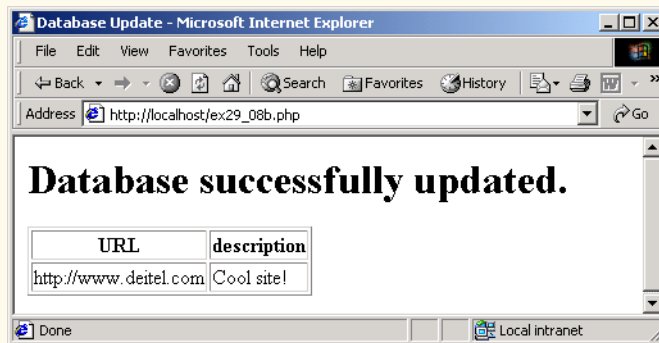 Database Update - Microsoft Internet Explorer
File Edit View Favorites Tools Help
Back Search Favorites History »
Address http://localhost/ex29_08b.php Go
Database successfully updated.
URL description
http://www.deitel.com Cool site!
Done Local intranet